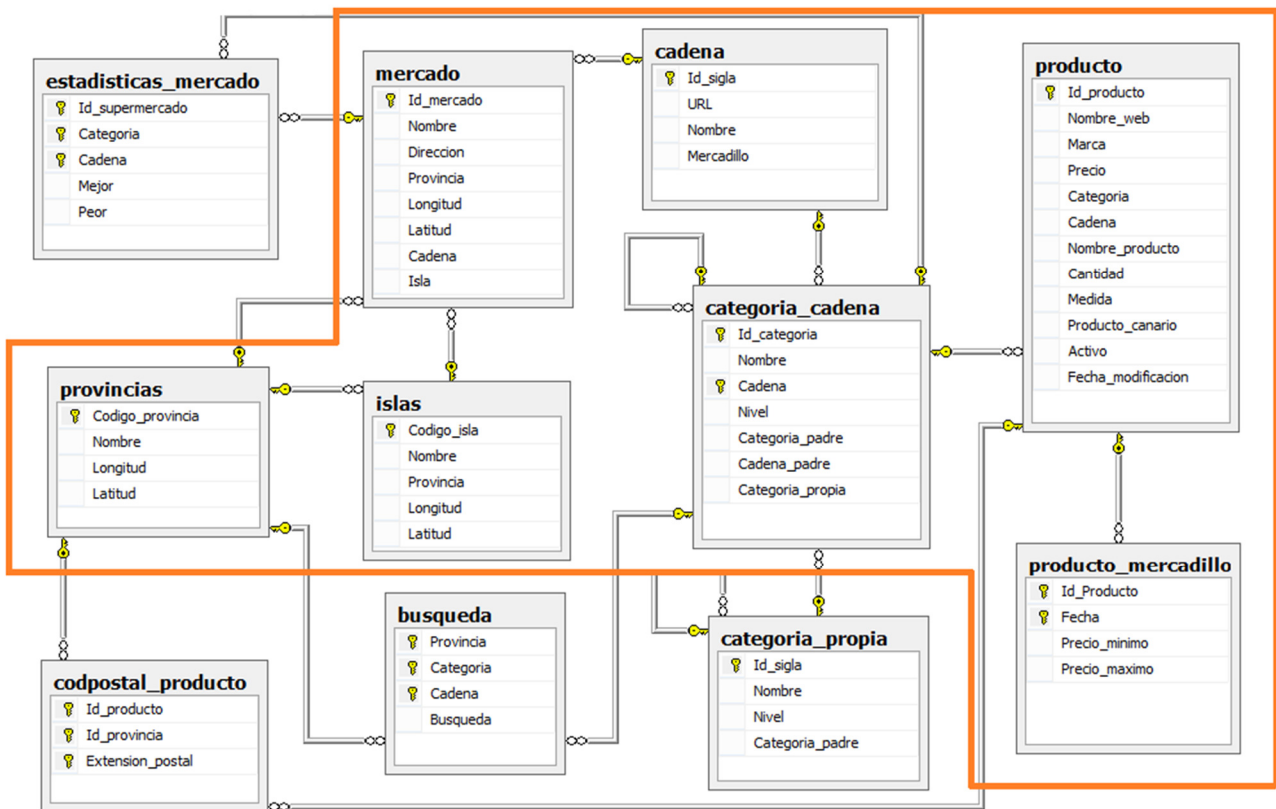 estadisticas_mercado
Id_supermercado
Categoria
Cadena
Mejor
Peor
mercado
Id_mercado
Nombre
Direccion
Provincia
Longitud
Latitud
Cadena
Isla
cadena
Id_sigla
URL
Nombre
Mercadillo
producto
Id_producto
Nombre_web
Marca
Precio
Categoria
Cadena
Nombre_producto
Cantidad
Medida
Producto_canario
Activo
Fecha_modificacion
categoria_cadena
Id_categoria
Nombre
Cadena
Nivel
Categoria_padre
Cadena_padre
Categoria_propia
provincias
Codigo_provincia
Nombre
Longitud
Latitud
islas
Codigo_isla
Nombre
Provincia
Longitud
Latitud
producto_mercadillo
Id_Producto
Fecha
Precio_minimo
Precio_maximo
busqueda
Provincia
Categoria
Cadena
Busqueda
categoria_propia
Id_sigla
Nombre
Nivel
Categoria_padre
codpostal_producto
Id_producto
Id_provincia
Extension_postal